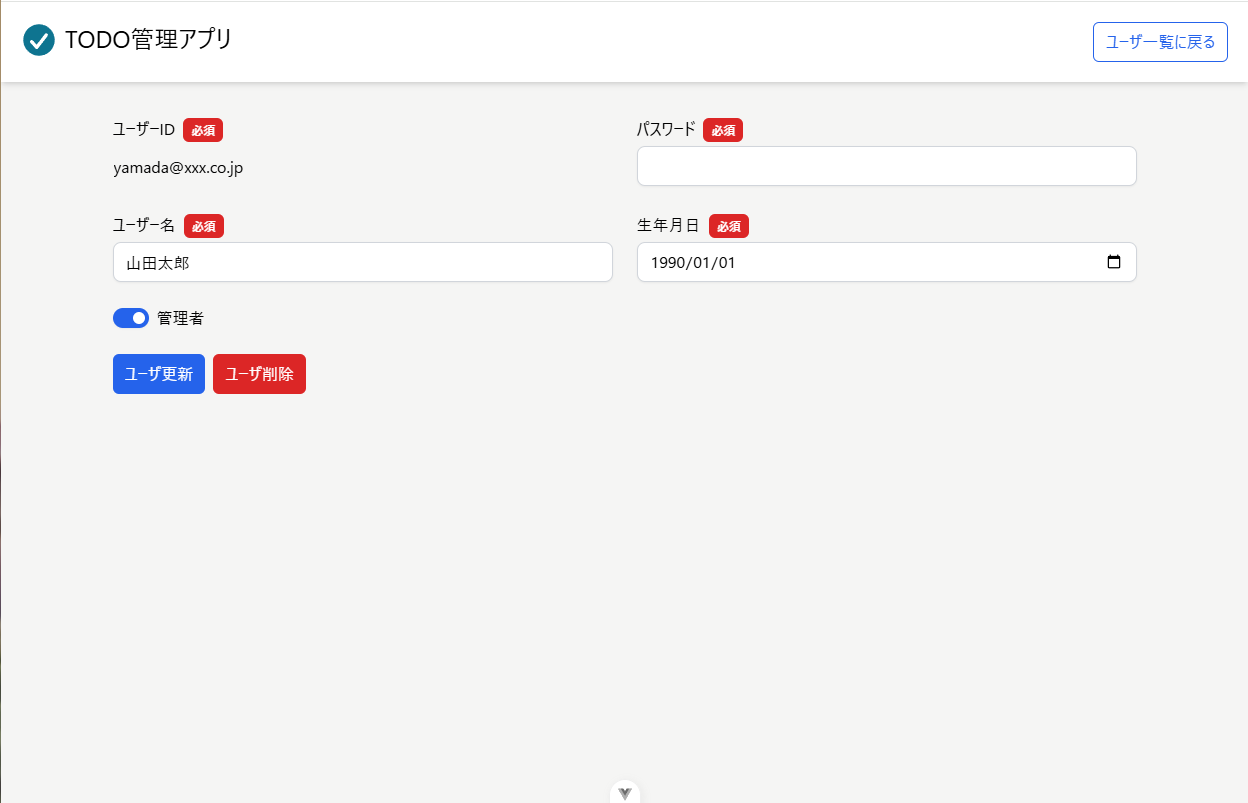 TODO管理アプリ
ユーザ一覧に戻る
ユーザーID 必須
yamada@xxx.co.jp
パスワード 必須
ユーザー名 必須
山田太郎
生年月日 必須
1990/01/01
管理者
ユーザ更新 ユーザ削除